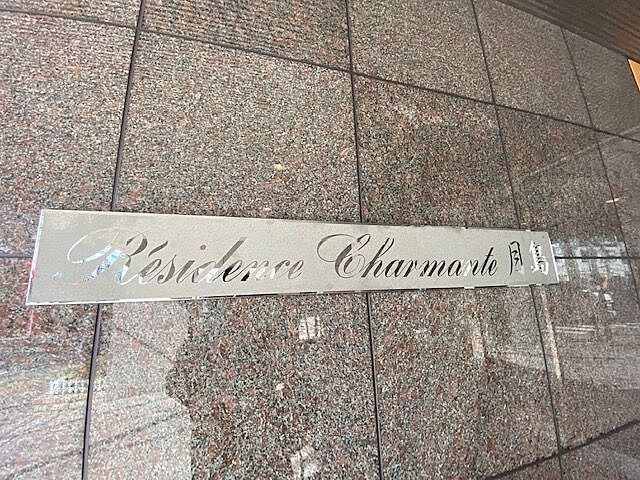 Résidence Charmante 月島